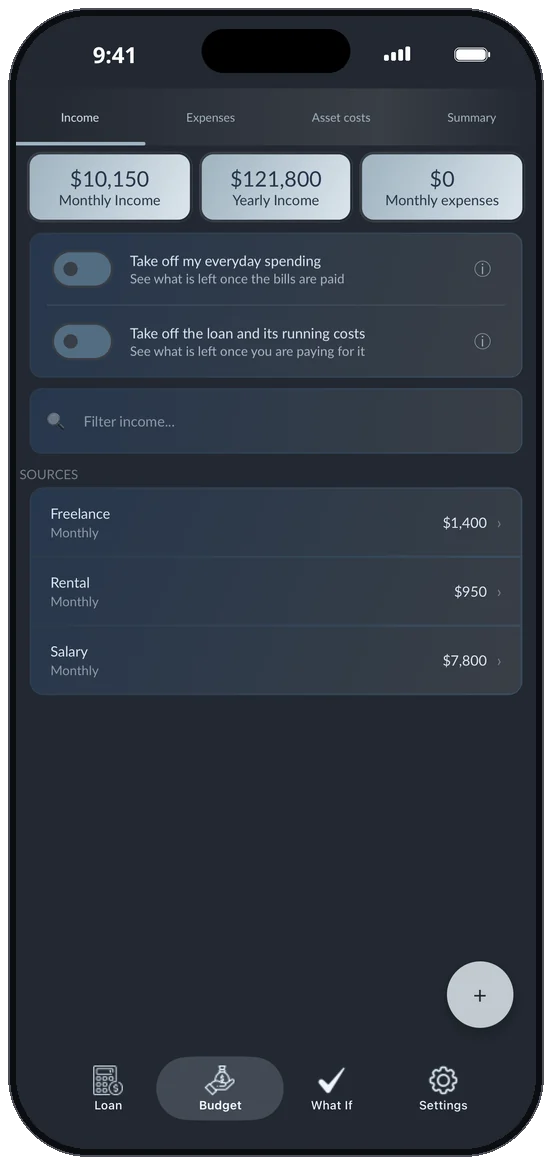 9:41
Income
Expenses
Asset costs
Summary
$10,150
Monthly Income
$121,800
Yearly Income
$0
Monthly expenses
Take off my everyday spending
See what is left once the bills are paid
Take off the loan and its running costs
See what is left once you are paying for it
Filter income...
SOURCES
Freelance
Monthly
$1,400 ›
Rental
Monthly
$950 ›
Salary
Monthly
$7,800 ›
+
Loan
Budget
What If
Settings